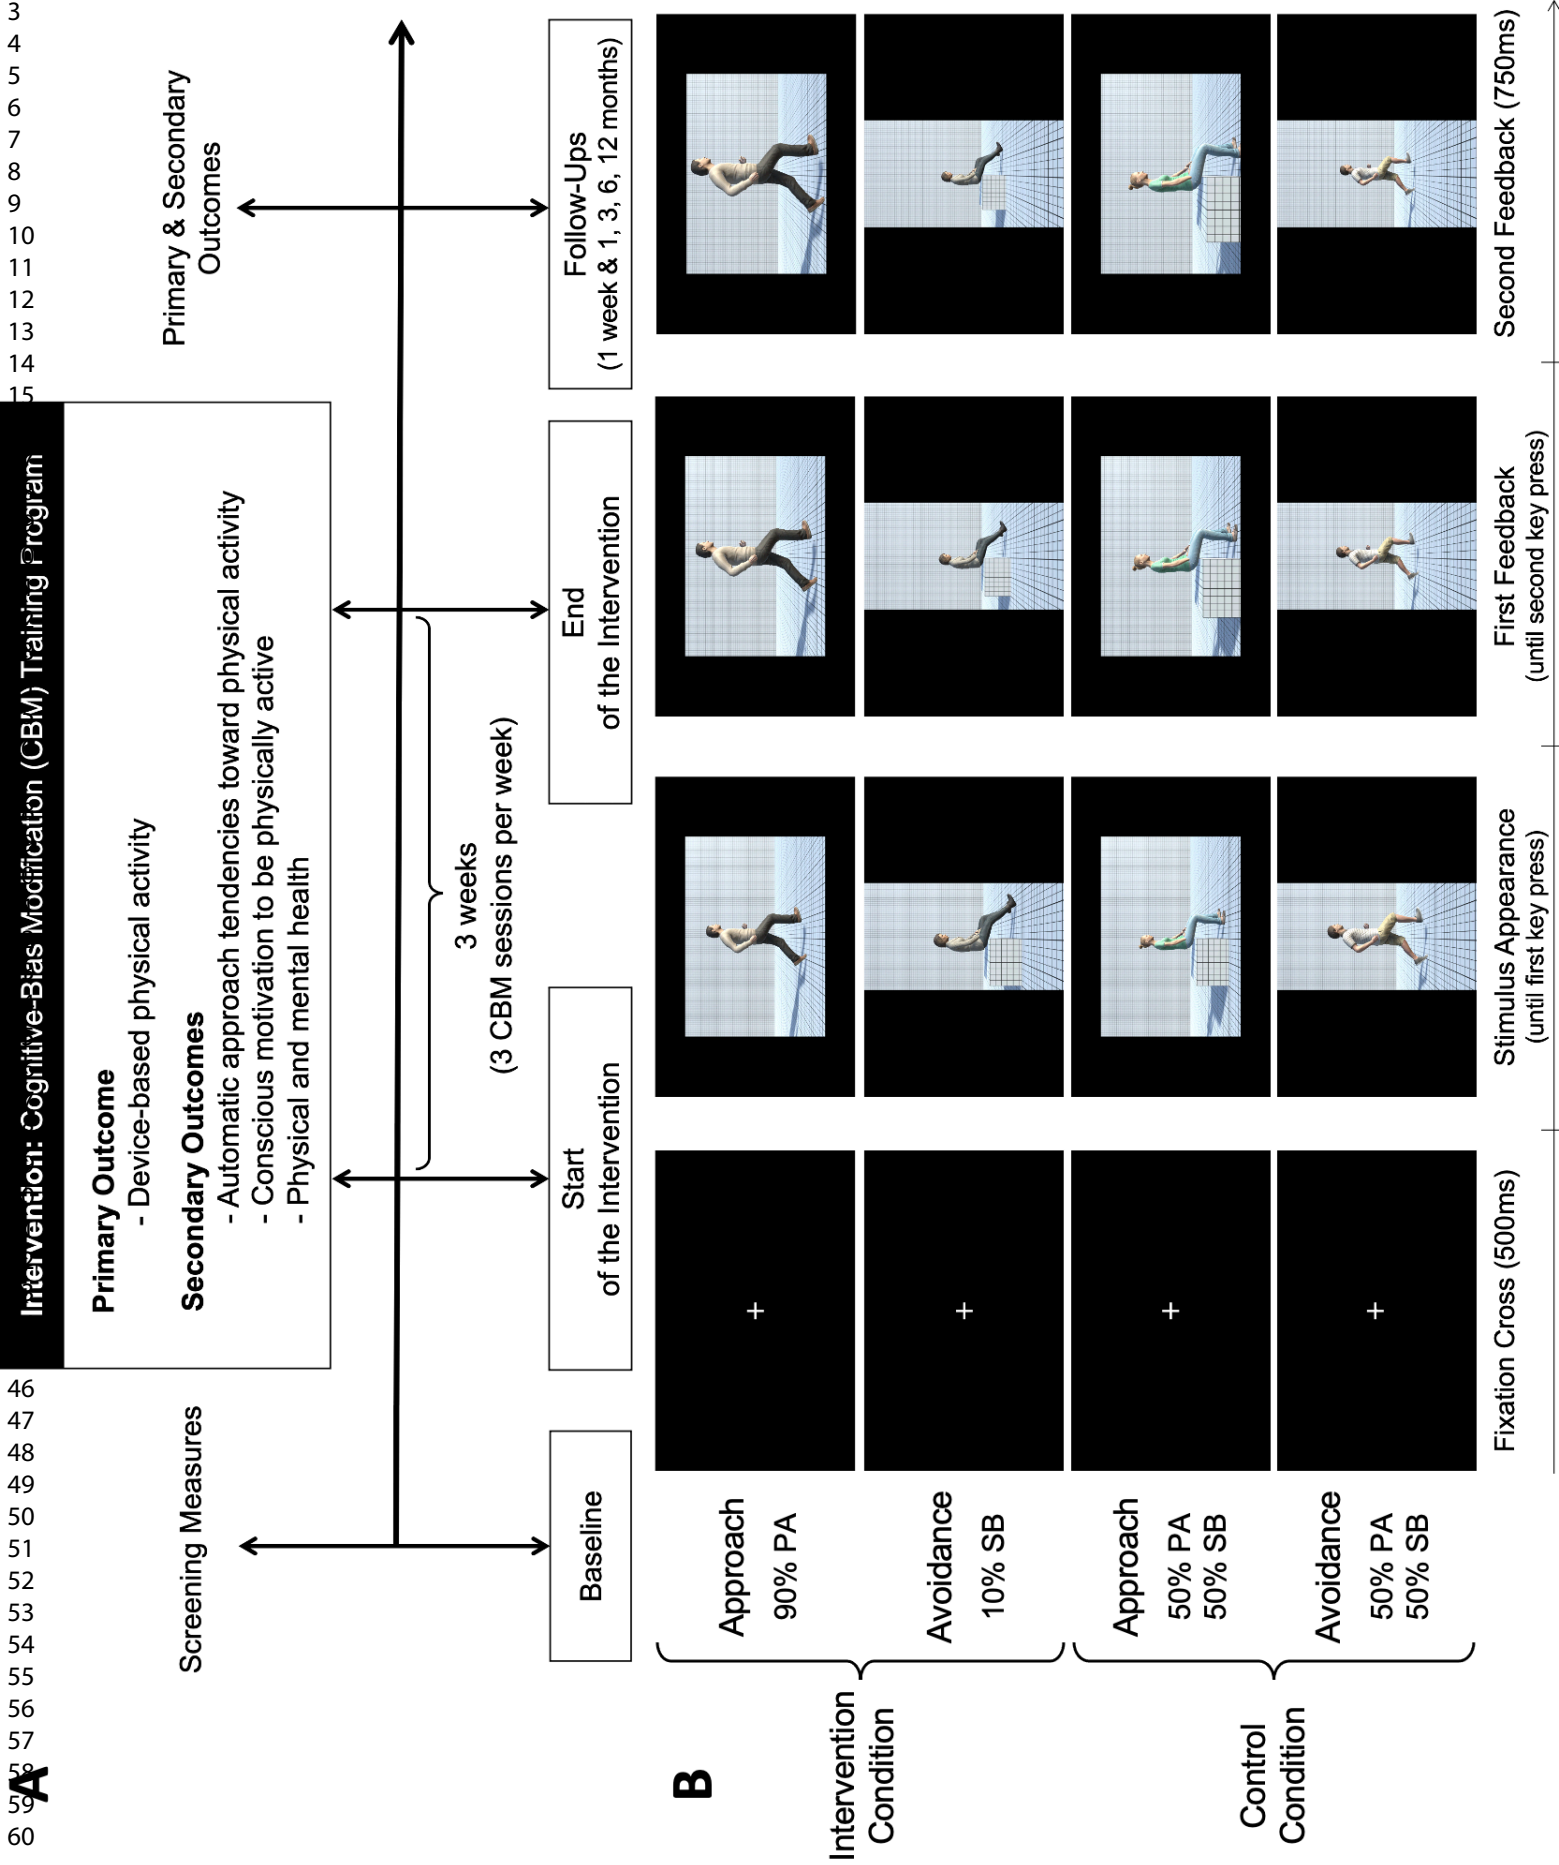 3
4
5
6
7
8
9
10
11
12
13
14
15
46
47
48
49
50
51
52
53
54
55
56
57
58
59
60
A
Intervention: Cognitive-Bias Modification (CBM) Training Program
Primary Outcome
- Device-based physical activity
Secondary Outcomes
- Automatic approach tendencies toward physical activity
- Conscious motivation to be physically active
- Physical and mental health
Screening Measures
Primary & Secondary
Outcomes
3 weeks
(3 CBM sessions per week)
Baseline
Start
of the Intervention
End
of the Intervention
Follow-Ups
(1 week & 1, 3, 6, 12 months)
B
Intervention
Condition
Approach
90% PA
Avoidance
10% SB
Control
Condition
Approach
50% PA
50% SB
Avoidance
50% PA
50% SB
Fixation Cross (500ms)
Stimulus Appearance
(until first key press)
First Feedback
(until second key press)
Second Feedback (750ms)